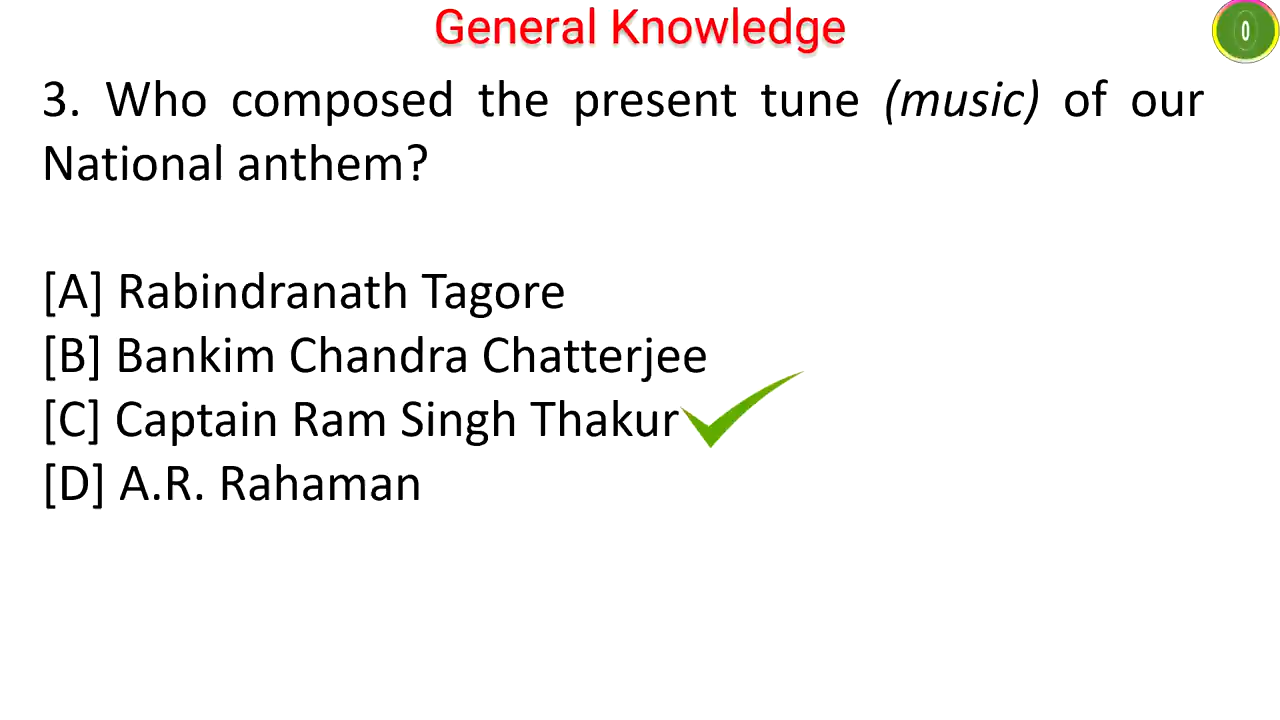 General Knowledge
0
3. Who composed the present tune (music) of our
National anthem?
[A] Rabindranath Tagore
[B] Bankim Chandra Chatterjee
[C] Captain Ram Singh Thakur
[D] A.R. Rahaman